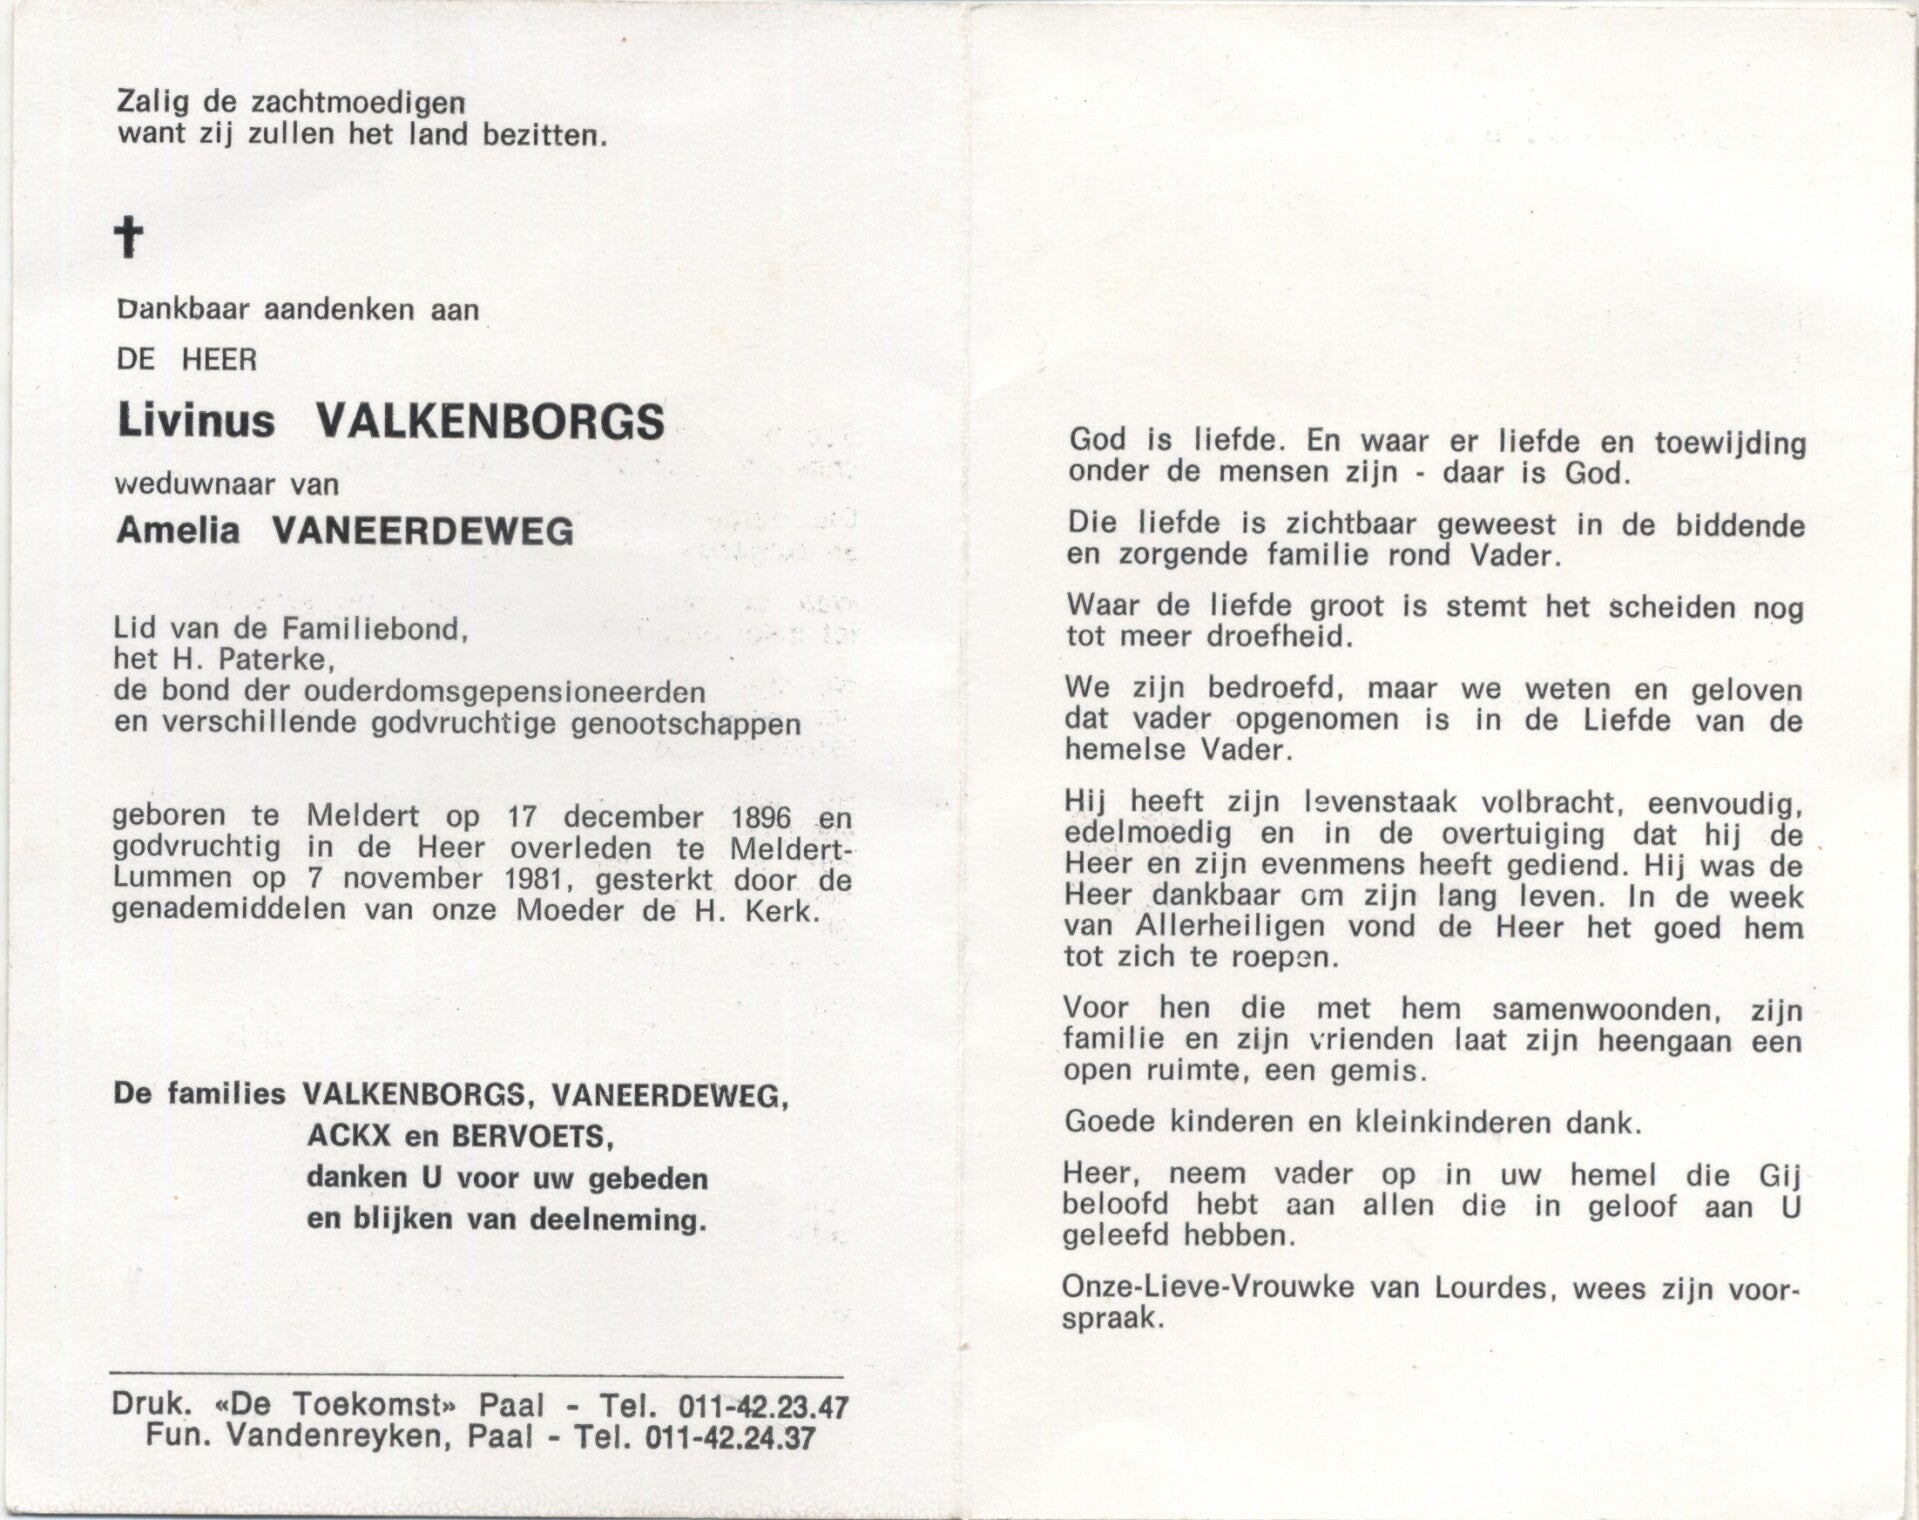 Zalig de zachtmoedigen
want zij zullen het land bezitten.
Dankbaar aandenken aan
DE HEER
Livinus VALKENBORGS
weduwnaar van
Amelia VANEERDEWEG
Lid van de Familiebond,
het H. Paterke,
de bond der ouderdomsgepensioneerden
en verschillende godvruchtige genootschappen
geboren te Meldert op 17 december 1896 en
godvruchtig in de Heer overleden te Meldert-
Lummen op 7 november 1981, gesterkt door de
genademiddelen van onze Moeder de H. Kerk.
De families VALKENBORGS, VANEERDEWEG,
ACKX en BERVOETS,
danken U voor uw gebeden
en blijken van deelneming.
Druk. «De Toekomst» Paal - Tel. 011-42.23.47
Fun. Vandenreyken, Paal - Tel. 011-42.24.37
God is liefde. En waar er liefde en toewijding
onder de mensen zijn - daar is God.
Die liefde is zichtbaar geweest in de biddende
en zorgende familie rond Vader.
Waar de liefde groot is stemt het scheiden nog
tot meer droefheid.
We zijn bedroefd, maar we weten en geloven
dat vader opgenomen is in de Liefde van de
hemelse Vader.
Hij heeft zijn levenstaak volbracht, eenvoudig,
edelmoedig en in de overtuiging dat hij de
Heer en zijn evenmens heeft gediend. Hij was de
Heer dankbaar om zijn lang leven. In de week
van Allerheiligen vond de Heer het goed hem
tot zich te roepen.
Voor hen die met hem samenwoonden, zijn
familie en zijn vrienden laat zijn heengaan een
open ruimte, een gemis.
Goede kinderen en kleinkinderen dank.
Heer, neem vader op in uw hemel die Gij
beloofd hebt aan allen die in geloof aan U
geleefd hebben.
Onze-Lieve-Vrouwke van Lourdes, wees zijn voor-
spraak.